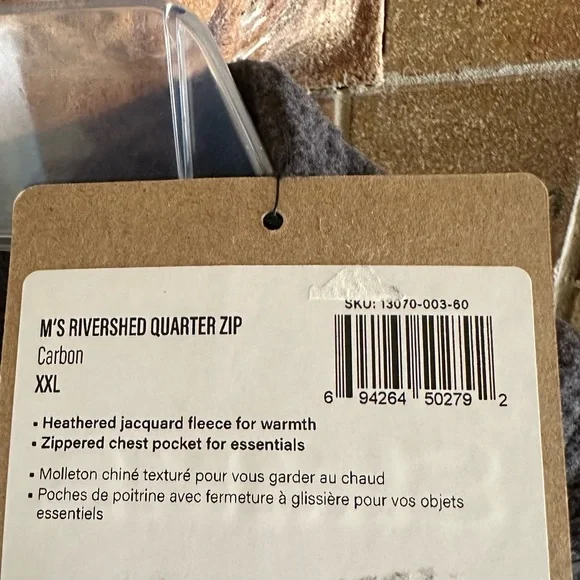 M'S RIVERSHED QUARTER ZIP
Carbon
XXL
SKU: 13070-003-60
6 94264 50279 2
• Heathered jacquard fleece for warmth
• Zippered chest pocket for essentials
• Molleton chiné texturé pour vous garder au chaud
• Poches de poitrine avec fermeture à glissière pour vos objets
essentiels